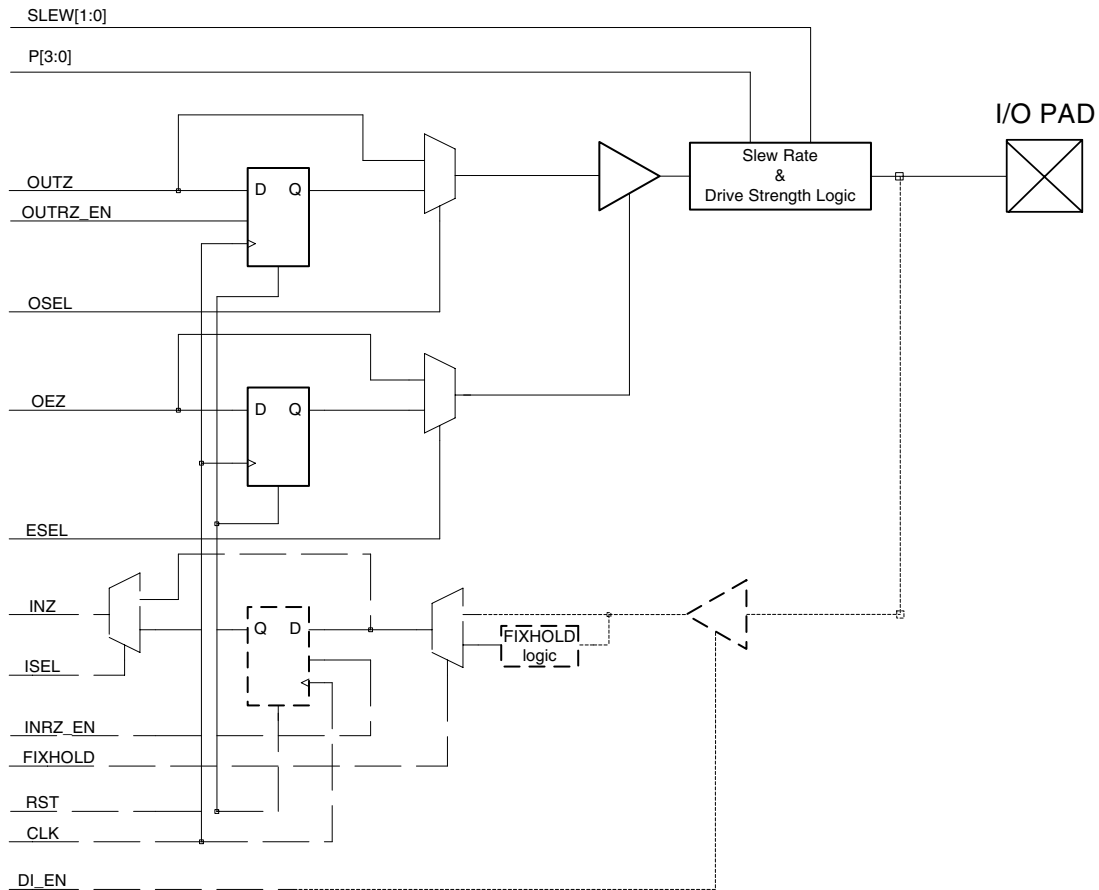 SLEW[1:0]
P[3:0]
I/O PAD
Slew Rate
&
Drive Strength Logic
OUTZ
D Q
OUTRZ_EN
OSEL
OEZ
D Q
ESEL
INZ
Q D
FIXHOLD
logic
ISEL
INRZ_EN
FIXHOLD
RST
CLK
DI_EN